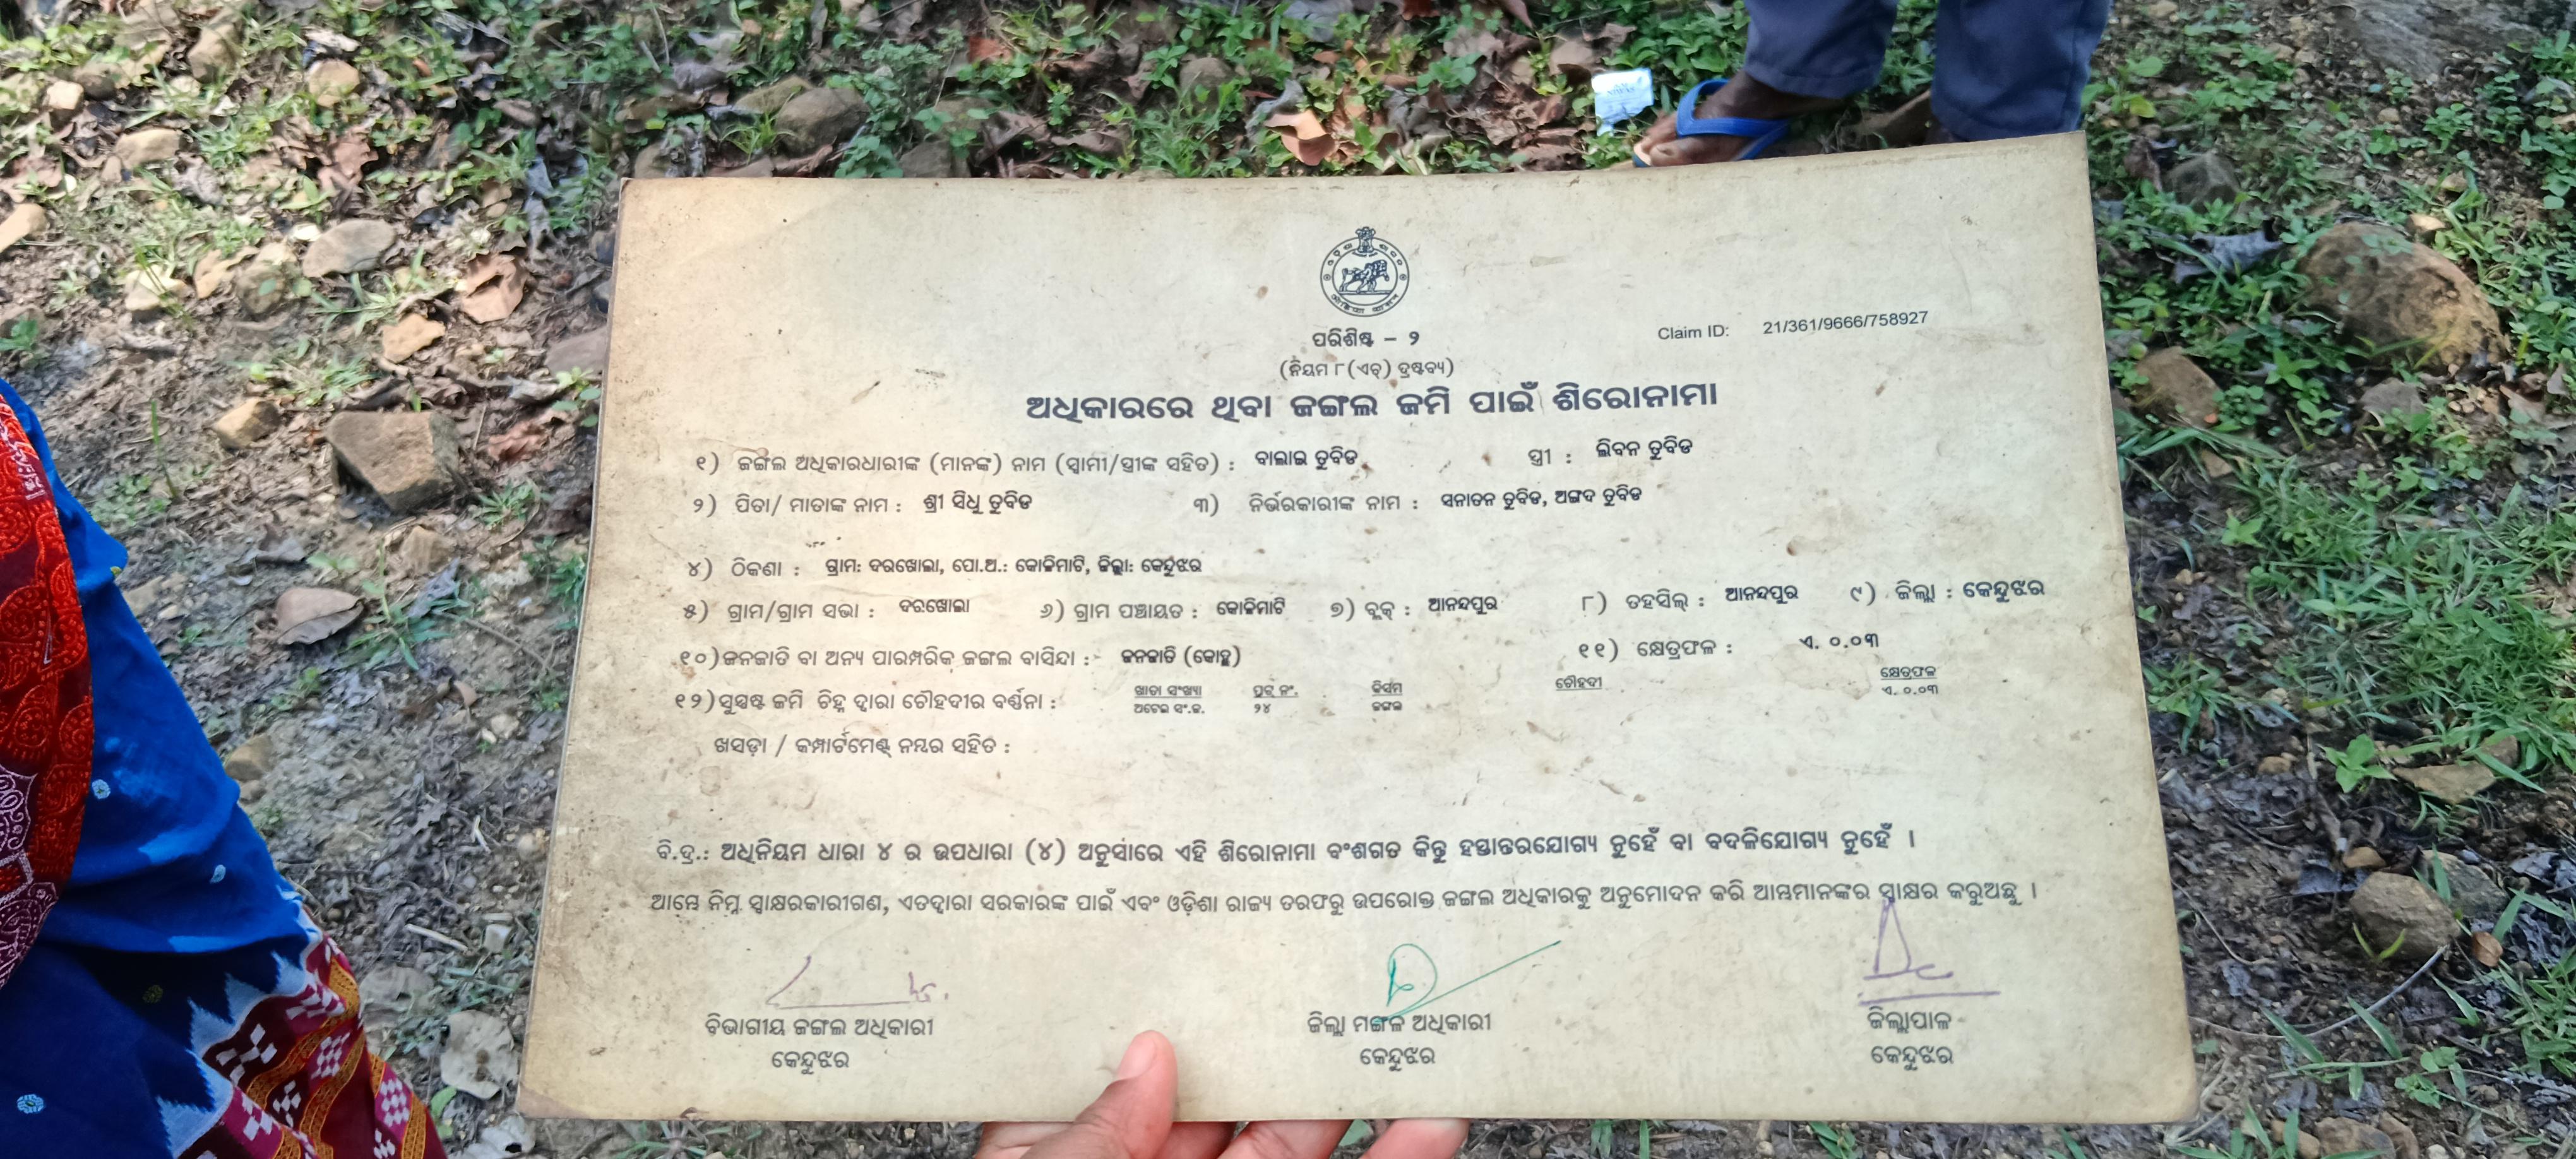 ପରିଶିଷ୍ଟ – ୨
Claim ID: 21/361/9666/758927
(ନିୟମ ୮(ଏଚ୍) ଦ୍ରଷ୍ଟବ୍ୟ)
ଅଧିକାରରେ ଥିବା ଜଙ୍ଗଲ ଜମି ପାଇଁ ଶିରୋନାମା
୧) ଜଙ୍ଗଲ ଅଧିକାରଧାରୀଙ୍କ (ମାନଙ୍କ) ନାମ (ସ୍ୱାମୀ/ସ୍ତ୍ରୀଙ୍କ ସହିତ) : ବାଲାଇ ତୁବିଡ ସ୍ତ୍ରୀ : ଲିବନ ତୁବିଡ
୨) ପିତା/ ମାତାଙ୍କ ନାମ : ଶ୍ରୀ ସିଧୁ ତୁବିଡ ୩) ନିର୍ଭରକାରୀଙ୍କ ନାମ : ସନାତନ ତୁବିଡ, ଅଙ୍ଗଦ ତୁବିଡ
୪) ଠିକଣା : ଗ୍ରାମ: ବରଖୋଲା, ପୋ.ଅ.: କୋଳିମାଟି, ଜିଲ୍ଲା: କେନ୍ଦୁଝର
୫) ଗ୍ରାମ/ଗ୍ରାମ ସଭା : ବରଖୋଲା ୬) ଗ୍ରାମ ପଞ୍ଚାୟତ : କୋଳିମାଟି ୭) ବ୍ଲକ୍ : ଆନନ୍ଦପୁର ୮) ତହସିଲ୍ : ଆନନ୍ଦପୁର ୯) ଜିଲ୍ଲା : କେନ୍ଦୁଝର
୧୦) ଜନଜାତି ବା ଅନ୍ୟ ପାରମ୍ପରିକ ଜଙ୍ଗଲ ବାସିନ୍ଦା :- ଜନଜାତି (କୋହ୍ଲ) ୧୧) କ୍ଷେତ୍ରଫଳ : ଏ. ୦.୦୩
୧୨) ସୁସ୍ପଷ୍ଟ ଜମି ଚିହ୍ନ ଦ୍ୱାରା ଚୌହଦୀର ବର୍ଣ୍ଣନା : ଖାତା ସଂଖ୍ୟା ପ୍ଲଟ୍ ନଂ. କିସମ ଚୌହଦୀ କ୍ଷେତ୍ରଫଳ
୨୪ ଜଙ୍ଗଲ ଏ. ୦.୦୩
ଖସଡ଼ା / କମ୍ପାର୍ଟମେଣ୍ଟ୍ ନମ୍ବର ସହିତ :
ବି.ଦ୍ର.: ଅଧିନିୟମ ଧାରା ୪ ର ଉପଧାରା (୪) ଅନୁସାରେ ଏହି ଶିରୋନାମା ବଂଶଗତ କିନ୍ତୁ ହସ୍ତାନ୍ତରଯୋଗ୍ୟ ନୁହେଁ ବା ବଦଳିଯୋଗ୍ୟ ନୁହେଁ ।
ଆମ୍ଭେ ନିମ୍ନ ସ୍ୱାକ୍ଷରକାରୀଗଣ, ଏତଦ୍ଵାରା ସରକାରଙ୍କ ପାଇଁ ଏବଂ ଓଡ଼ିଶା ରାଜ୍ୟ ତରଫରୁ ଉପରୋକ୍ତ ଜଙ୍ଗଲ ଅଧିକାରକୁ ଅନୁମୋଦନ କରି ଆମ୍ଭମାନଙ୍କର ସ୍ୱାକ୍ଷର କରୁଅଛୁ ।
ବିଭାଗୀୟ ଜଙ୍ଗଲ ଅଧିକାରୀ ଜିଲ୍ଲା ମଙ୍ଗଳ ଅଧିକାରୀ ଜିଲ୍ଲାପାଳ
କେନ୍ଦୁଝର କେନ୍ଦୁଝର କେନ୍ଦୁଝର